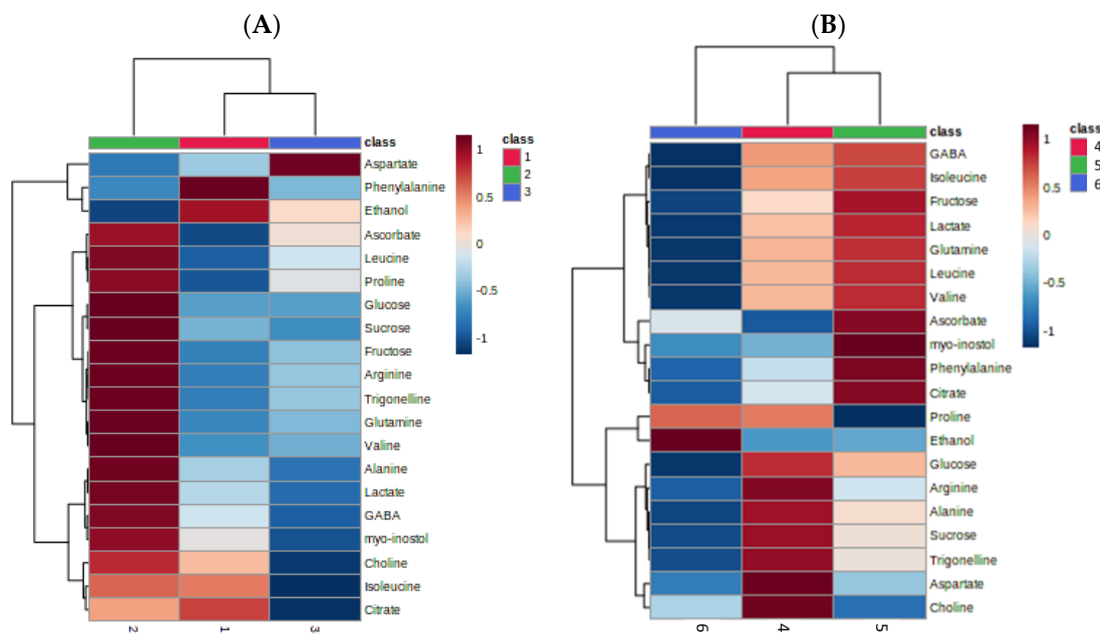 (A)
class
Aspartate
Phenylalanine
Ethanol
Ascorbate
Leucine
Proline
Glucose
Sucrose
Fructose
Arginine
Trigonelline
Glutamine
Valine
Alanine
Lactate
GABA
myo-inostol
Choline
Isoleucine
Citrate
2
1
3
1
0.5
0
-0.5
-1
class
1
2
3
(B)
class
GABA
Isoleucine
Fructose
Lactate
Glutamine
Leucine
Valine
Ascorbate
myo-inostol
Phenylalanine
Citrate
Proline
Ethanol
Glucose
Arginine
Alanine
Sucrose
Trigonelline
Aspartate
Choline
6
4
5
1
0.5
0
-0.5
-1
class
4
5
6